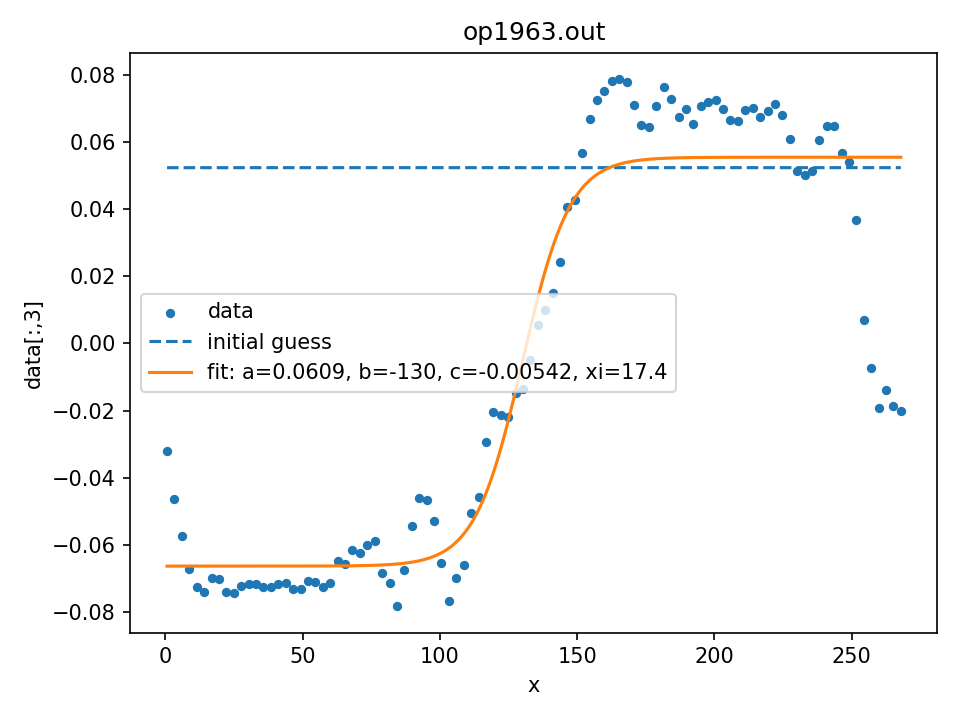 op1963.out
0.08
0.06
0.04
0.02
0.00
−0.02
−0.04
−0.06
−0.08
data[:,3]
data
initial guess
fit: a=0.0609, b=-130, c=-0.00542, xi=17.4
0 50 100 150 200 250
x